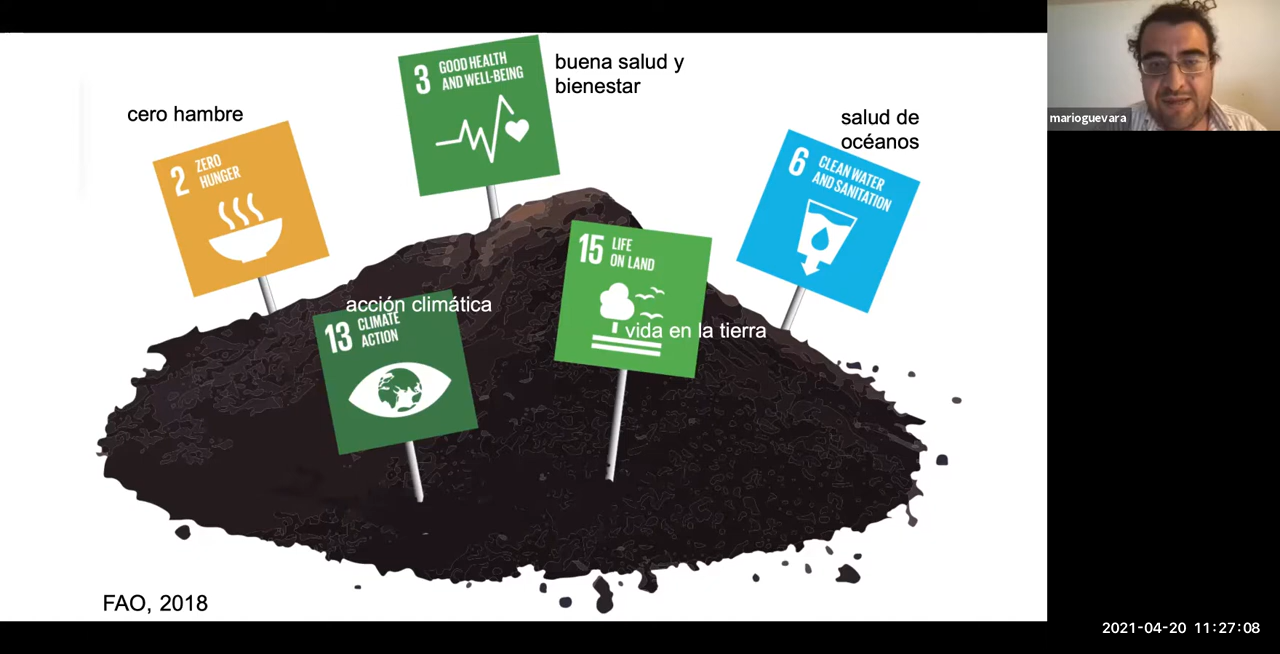 buena salud y
bienestar
3 GOOD HEALTH
AND WELL-BEING
cero hambre
2 ZERO
HUNGER
salud de
océanos
6 CLEAN WATER
AND SANITATION
marioguevara
15 LIFE
ON LAND
vida en la tierra
acción climática
13 CLIMATE
ACTION
FAO, 2018
2021-04-20 11:27:08